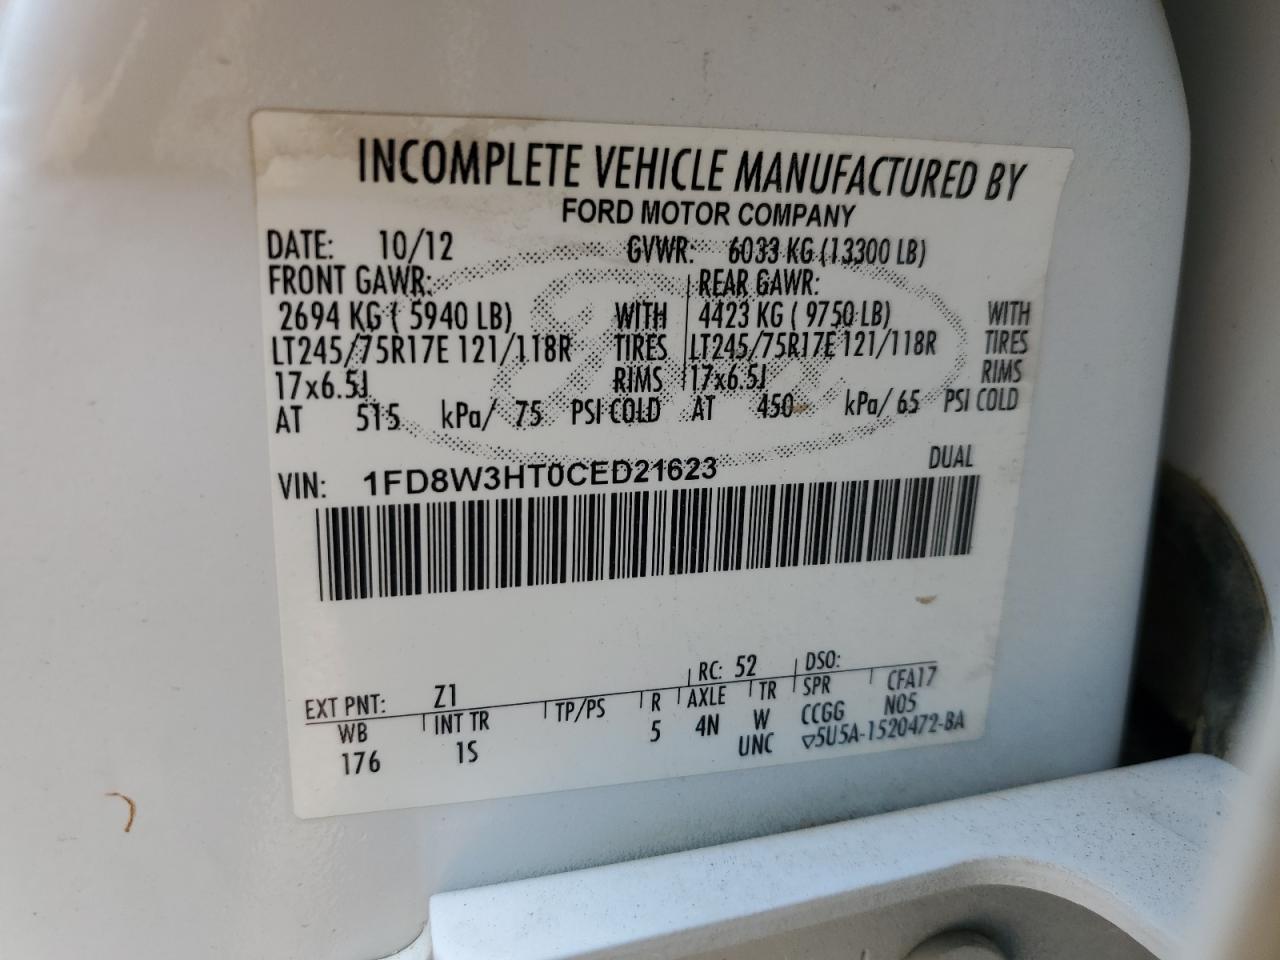 INCOMPLETE VEHICLE MANUFACTURED BY
FORD MOTOR COMPANY
DATE: 10/12 GVWR: 6033 KG (13300 LB)
FRONT GAWR: REAR GAWR:
2694 KG ( 5940 LB) WITH 4423 KG ( 9750 LB) WITH
LT245/75R17E 121/118R TIRES LT245/75R17E 121/118R TIRES
17x6.5J RIMS 17x6.5J RIMS
AT 515 kPa/ 75 PSI COLD AT 450 kPa/ 65 PSI COLD
DUAL
VIN: 1FD8W3HT0CED21623
EXT PNT: Z1 RC: 52 DSO:
WB INT TR TP/PS R AXLE TR SPR CFA17
176 1S 5 4N W CCGG N05
UNC ▽5U5A-1520472-BA